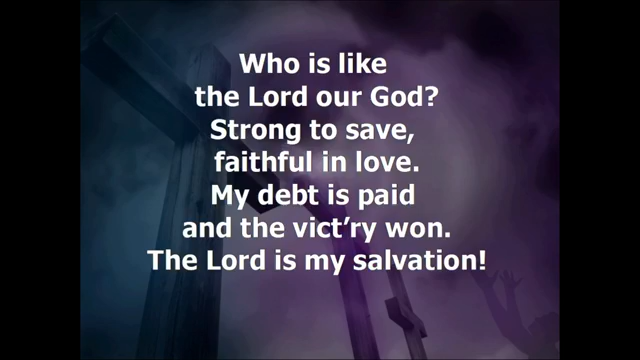 Who is like
the Lord our God?
Strong to save,
faithful in love.
My debt is paid
and the vict’ry won.
The Lord is my salvation!